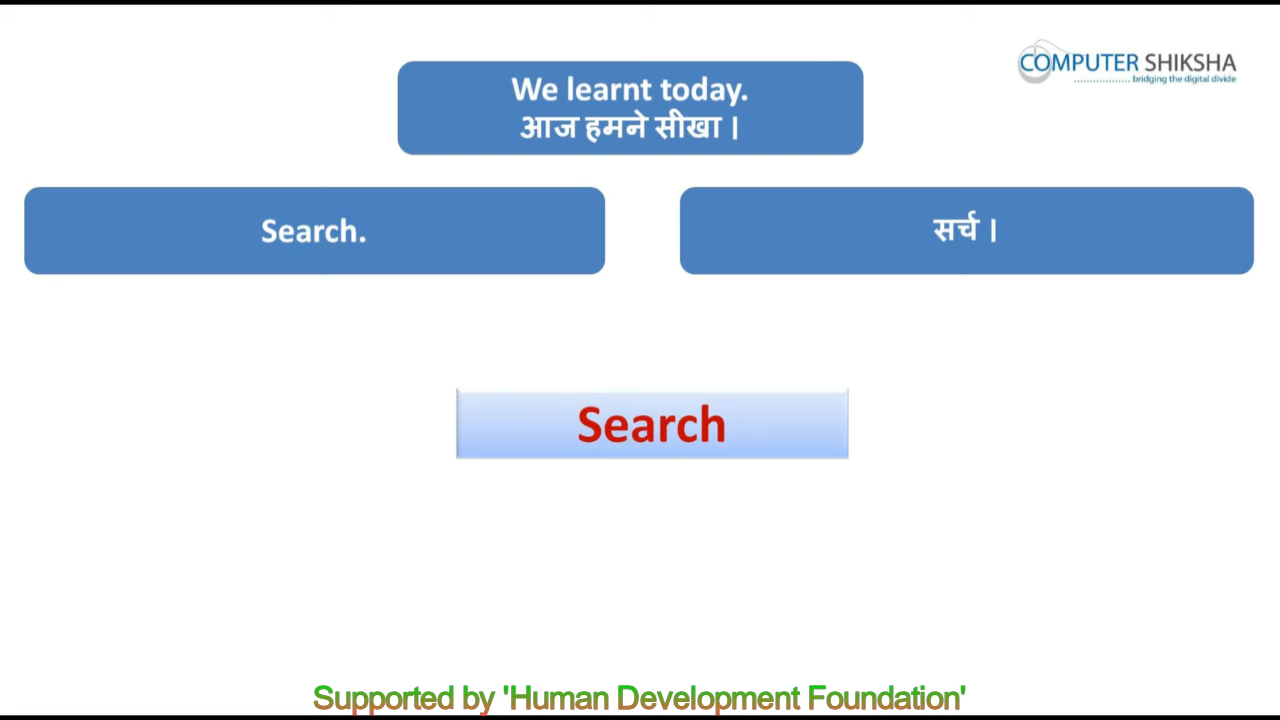 COMPUTER SHIKSHA
bridging the digital divide
We learnt today.
आज हमने सीखा ।
Search.
सर्च ।
Search
Supported by 'Human Development Foundation'